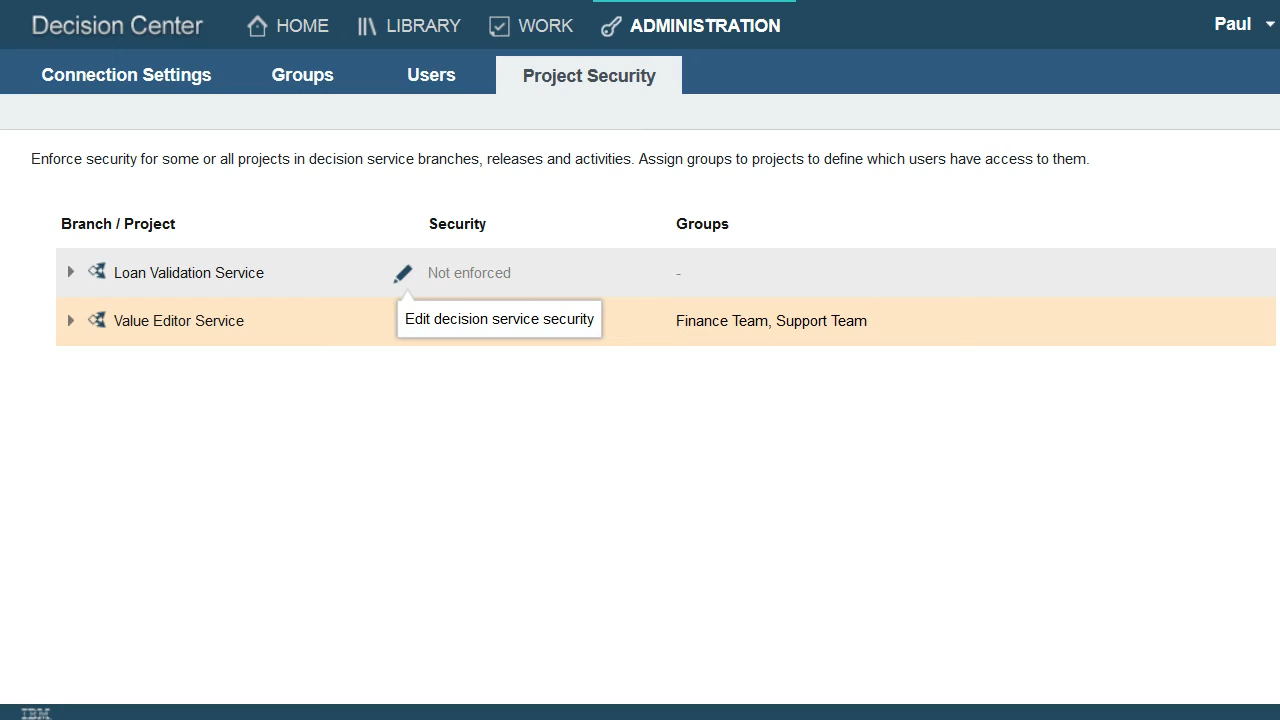 Decision Center
HOME
LIBRARY
WORK
ADMINISTRATION
Paul
Connection Settings
Groups
Users
Project Security
Enforce security for some or all projects in decision service branches, releases and activities. Assign groups to projects to define which users have access to them.
Branch / Project
Security
Groups
Loan Validation Service
Not enforced
-
Value Editor Service
Edit decision service security
Finance Team, Support Team
IBM.